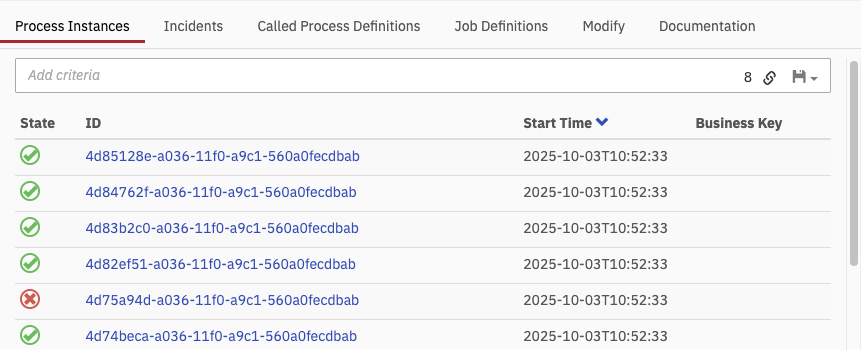 Process Instances Incidents Called Process Definitions Job Definitions Modify Documentation
Add criteria 8
State ID Start Time Business Key
4d85128e-a036-11f0-a9c1-560a0fecdbab 2025-10-03T10:52:33
4d84762f-a036-11f0-a9c1-560a0fecdbab 2025-10-03T10:52:33
4d83b2c0-a036-11f0-a9c1-560a0fecdbab 2025-10-03T10:52:33
4d82ef51-a036-11f0-a9c1-560a0fecdbab 2025-10-03T10:52:33
4d75a94d-a036-11f0-a9c1-560a0fecdbab 2025-10-03T10:52:33
4d74beca-a036-11f0-a9c1-560a0fecdbab 2025-10-03T10:52:33